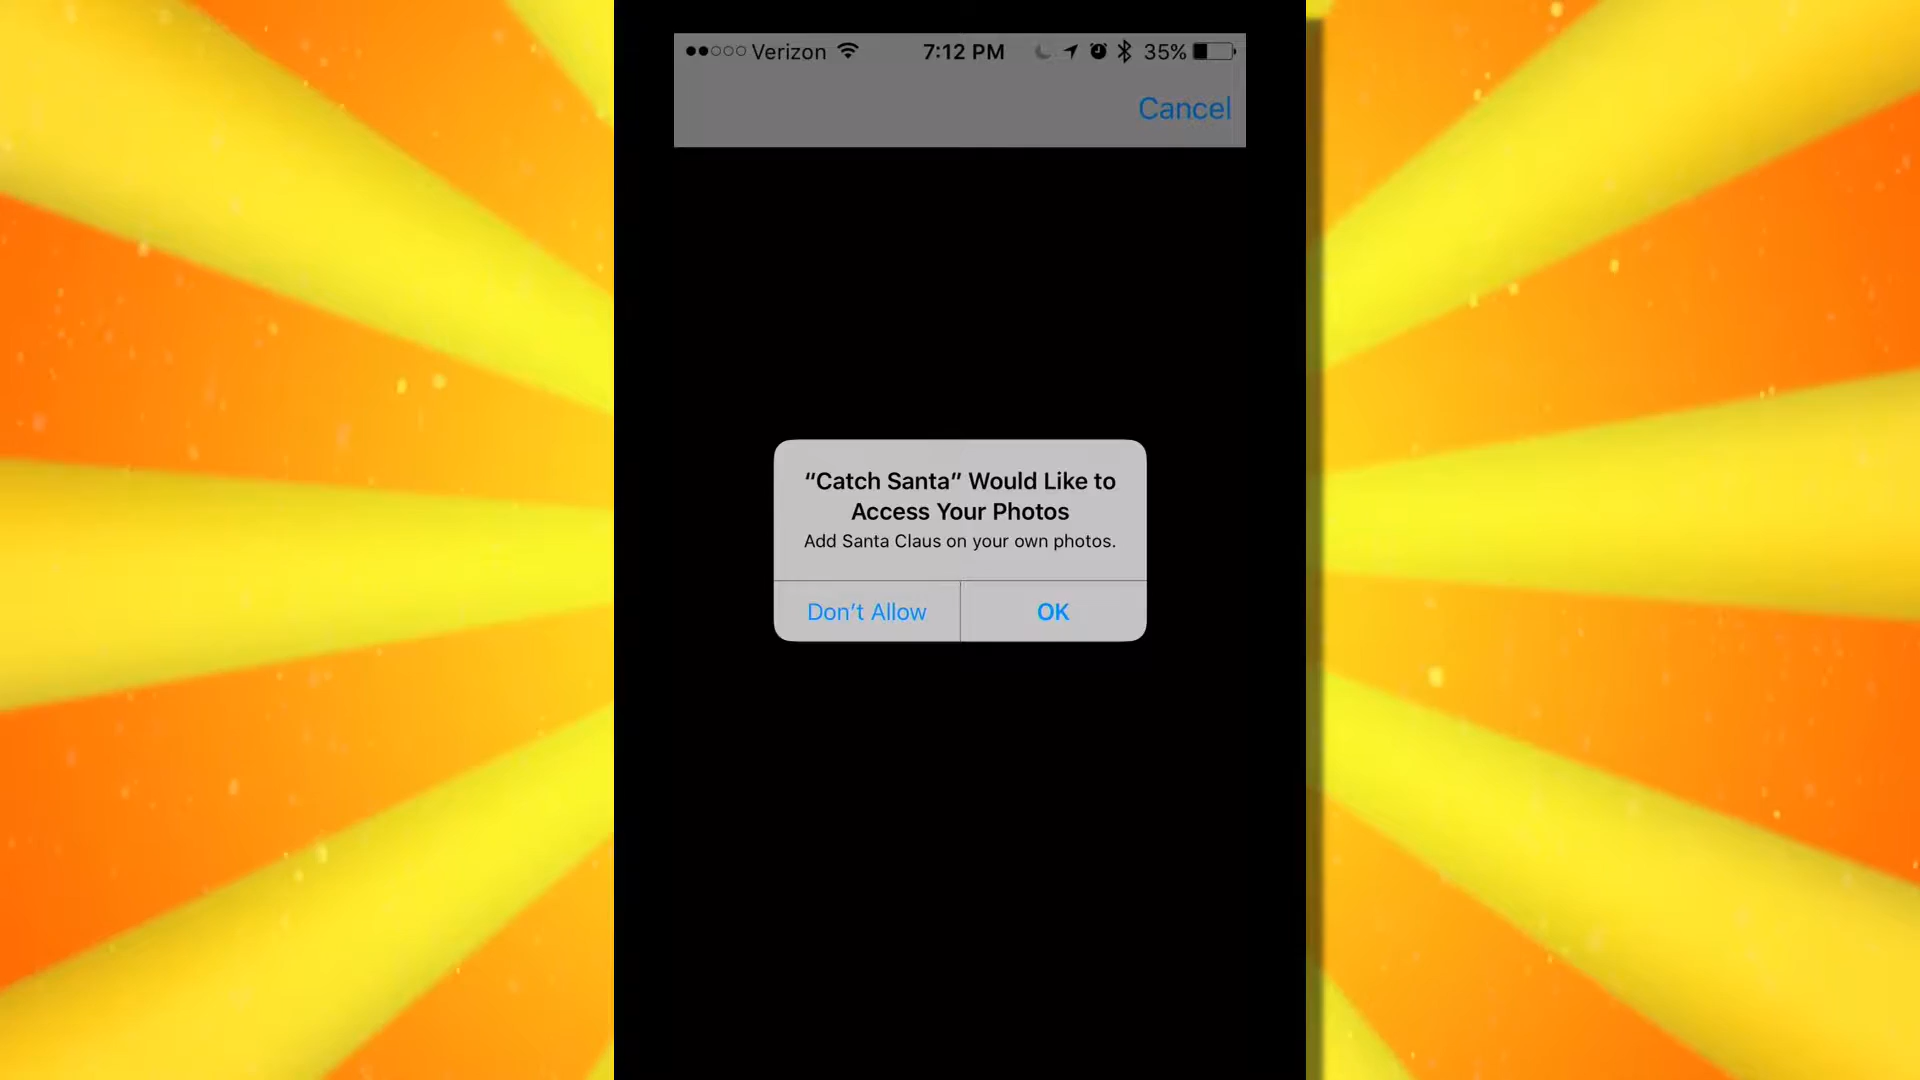 Verizon 7:12 PM 35%
Cancel
“Catch Santa” Would Like to
Access Your Photos
Add Santa Claus on your own photos.
Don’t Allow OK